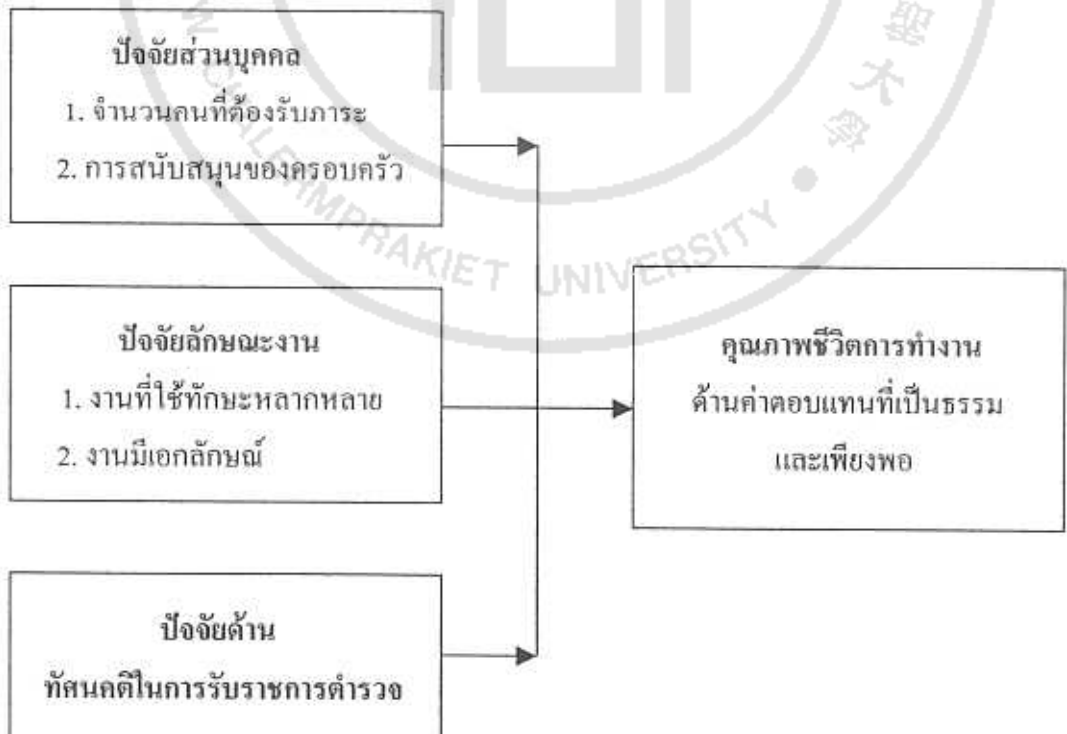 ปัจจัยส่วนบุคคล
1. จำนวนคนที่ต้องรับภาระ
2. การสนับสนุนของครอบครัว
ปัจจัยลักษณะงาน
1. งานที่ใช้ทักษะหลากหลาย
2. งานมีเอกลักษณ์
ปัจจัยด้าน
ทัศนคติในการรับราชการตำรวจ
คุณภาพชีวิตการทำงาน
ด้านค่าตอบแทนที่เป็นธรรม
และเพียงพอ
CHALERMPRAKIET UNIVERSITY
聖大學